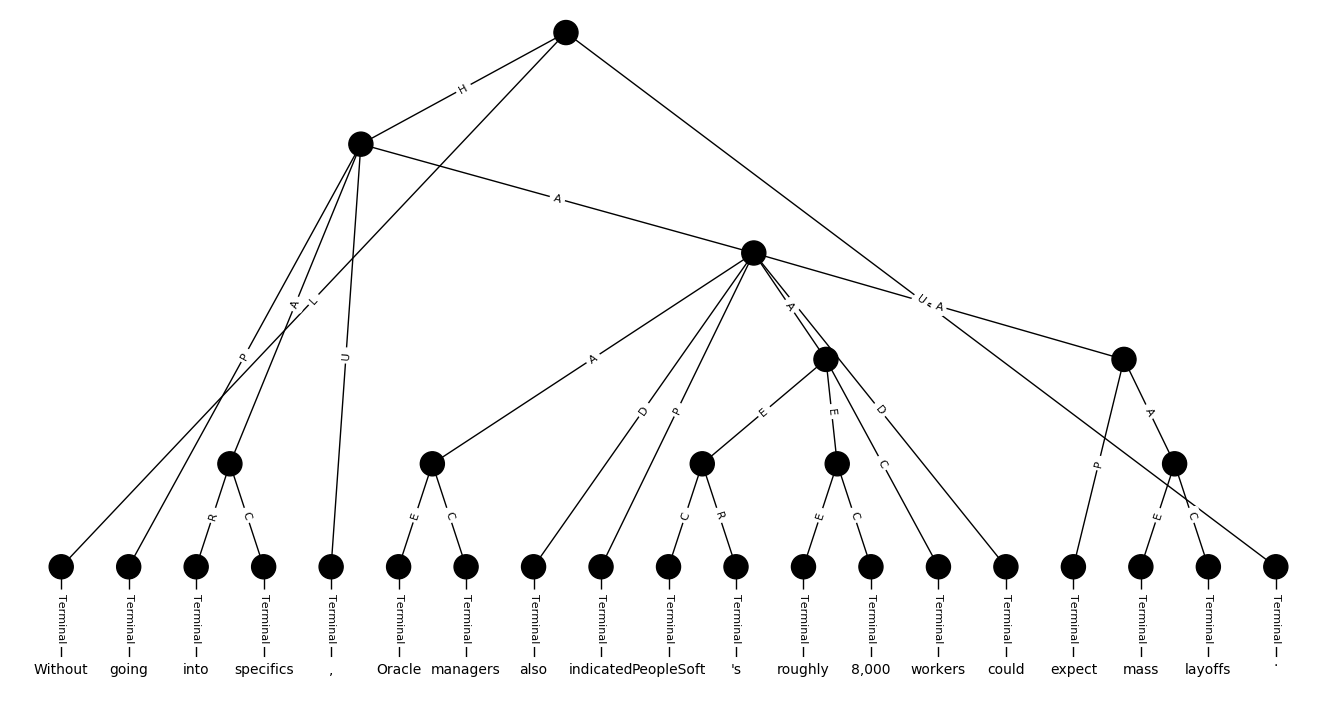 H
A
U A
A L A
P U A P D A E E D A
P
C
R C E C C R E C E C
Terminal Terminal Terminal Terminal Terminal Terminal Terminal Terminal Terminal Terminal Terminal Terminal Terminal Terminal Terminal Terminal Terminal Terminal Terminal
Without going into specifics , Oracle managers also indicated PeopleSoft 's roughly 8,000 workers could expect mass layoffs .